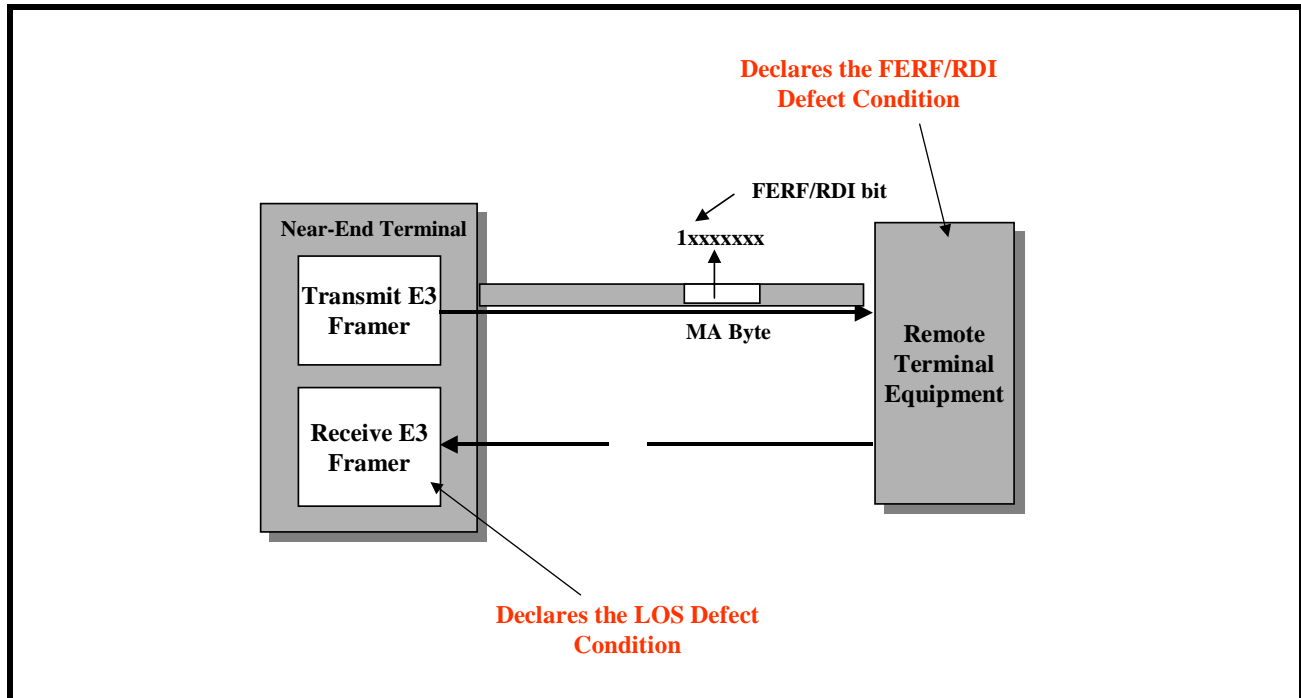 Declares the FERF/RDI
Defect Condition
FERF/RDI bit
Near-End Terminal
1xxxxxxx
Transmit E3
Framer
MA Byte
Remote
Terminal
Equipment
Receive E3
Framer
Declares the LOS Defect
Condition